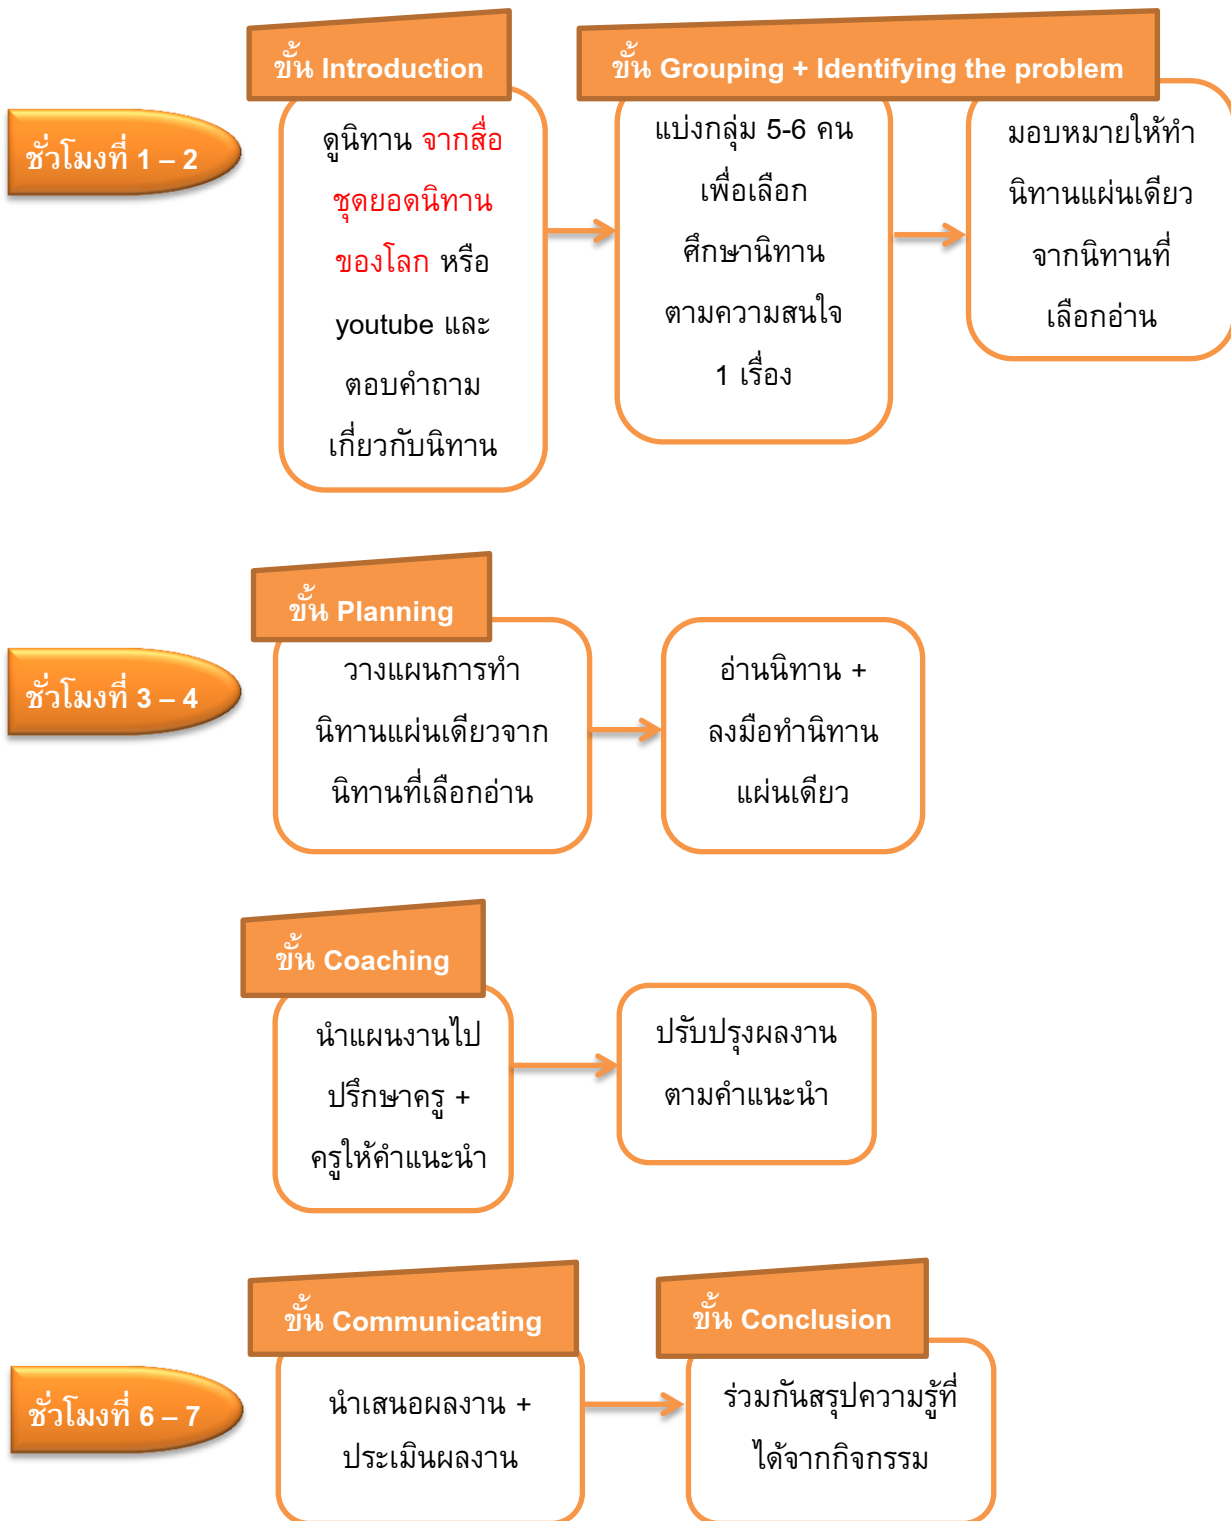 ขั้น Introduction
ขั้น Grouping + Identifying the problem
ชั่วโมงที่ 1 – 2
ดูนิทาน จากสื่อ
ชุดยอดนิทาน
ของโลก หรือ
youtube และ
ตอบคำถาม
เกี่ยวกับนิทาน
แบ่งกลุ่ม 5-6 คน
เพื่อเลือก
ศึกษานิทาน
ตามความสนใจ
1 เรื่อง
มอบหมายให้ทำ
นิทานแผ่นเดียว
จากนิทานที่
เลือกอ่าน
ขั้น Planning
ชั่วโมงที่ 3 – 4
วางแผนการทำ
นิทานแผ่นเดียวจาก
นิทานที่เลือกอ่าน
อ่านนิทาน +
ลงมือทำนิทาน
แผ่นเดียว
ขั้น Coaching
นำแผนงานไป
ปรึกษาครู +
ครูให้คำแนะนำ
ปรับปรุงผลงาน
ตามคำแนะนำ
ขั้น Communicating
ขั้น Conclusion
ชั่วโมงที่ 6 – 7
นำเสนอผลงาน +
ประเมินผลงาน
ร่วมกันสรุปความรู้ที่
ได้จากกิจกรรม